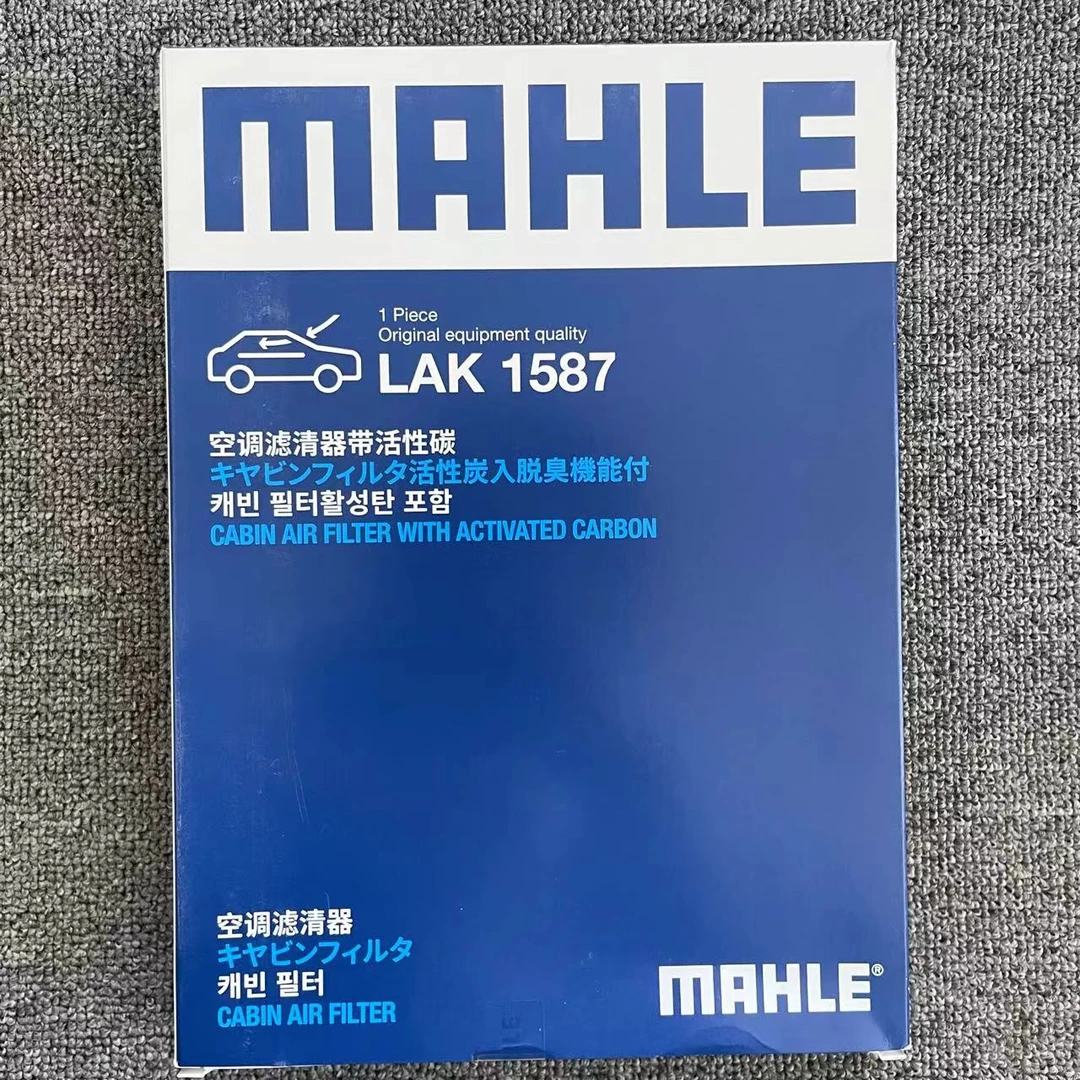 MAHLE
1 Piece
Original equipment quality
LAK 1587
空调滤清器带活性碳
キヤビンフィルタ活性炭入脱臭機能付
캐빈 필터활성탄 포함
CABIN AIR FILTER WITH ACTIVATED CARBON
空调滤清器
キヤビンフィルタ
캐빈 필터
CABIN AIR FILTER
MAHLE®